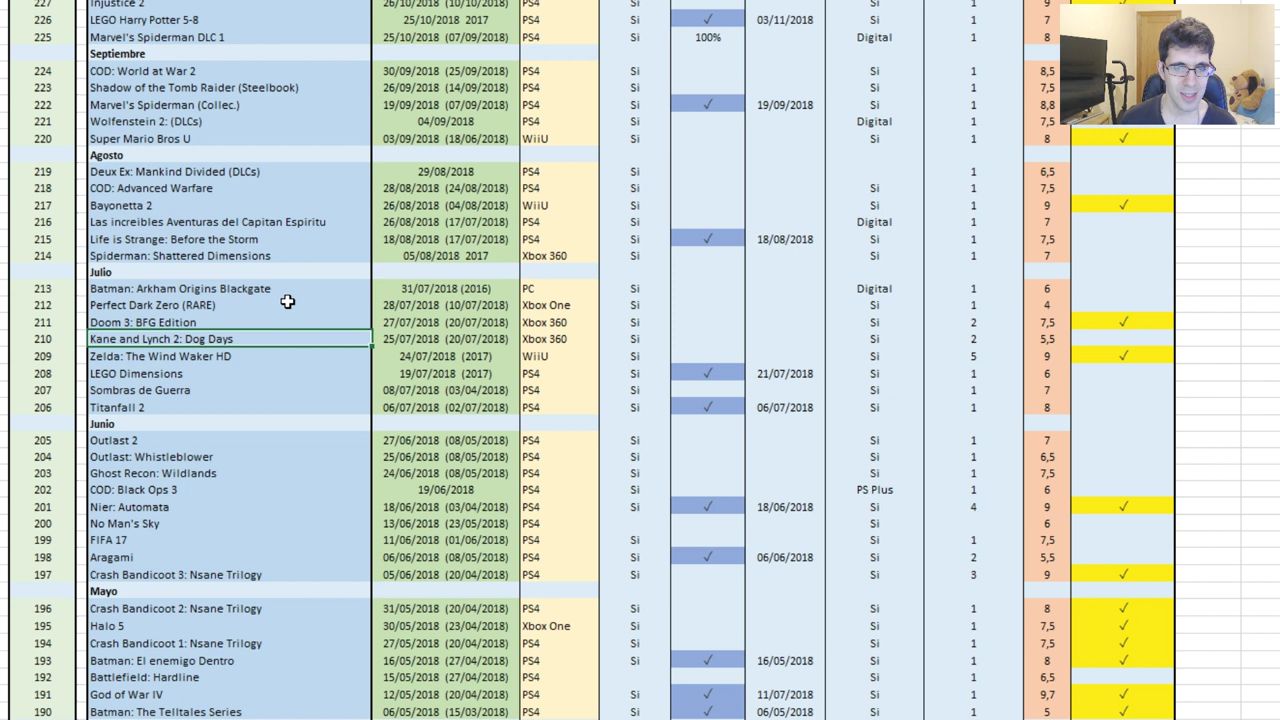 227 Injustice 2 26/10/2018 (10/10/2018) PS4 Si Si 1 9 ✓
226 LEGO Harry Potter 5-8 25/10/2018 2017 PS4 Si ✓ 03/11/2018 Si 1 7
225 Marvel's Spiderman DLC 1 25/10/2018 (07/09/2018) PS4 Si 100% Digital 1 8
Septiembre
224 COD: World at War 2 30/09/2018 (25/09/2018) PS4 Si Si 1 8,5
223 Shadow of the Tomb Raider (Steelbook) 26/09/2018 (14/09/2018) PS4 Si Si 1 7,5
222 Marvel's Spiderman (Collec.) 19/09/2018 (07/09/2018) PS4 Si ✓ 19/09/2018 Si 1 8,8
221 Wolfenstein 2: (DLCs) 04/09/2018 PS4 Si Digital 1 7,5
220 Super Mario Bros U 03/09/2018 (18/06/2018) WiiU Si Si 1 8 ✓
Agosto
219 Deux Ex: Mankind Divided (DLCs) 29/08/2018 PS4 Si 1 6,5
218 COD: Advanced Warfare 28/08/2018 (24/08/2018) PS4 Si Si 1 7,5
217 Bayonetta 2 26/08/2018 (04/08/2018) WiiU Si Si 1 9 ✓
216 Las increibles Aventuras del Capitan Espiritu 26/08/2018 (17/07/2018) PS4 Si Digital 1 7
215 Life is Strange: Before the Storm 18/08/2018 (17/07/2018) PS4 Si ✓ 18/08/2018 Si 1 7,5
214 Spiderman: Shattered Dimensions 05/08/2018 2017 Xbox 360 Si Si 1 7
Julio
213 Batman: Arkham Origins Blackgate 31/07/2018 (2016) PC Si Digital 1 6
212 Perfect Dark Zero (RARE) 28/07/2018 (10/07/2018) Xbox One Si Si 1 4
211 Doom 3: BFG Edition 27/07/2018 (20/07/2018) Xbox 360 Si Si 2 7,5 ✓
210 Kane and Lynch 2: Dog Days 25/07/2018 (20/07/2018) Xbox 360 Si Si 2 5,5
209 Zelda: The Wind Waker HD 24/07/2018 (2017) WiiU Si Si 5 9 ✓
208 LEGO Dimensions 19/07/2018 (2017) PS4 Si ✓ 21/07/2018 Si 1 6
207 Sombras de Guerra 08/07/2018 (03/04/2018) PS4 Si Si 1 7
206 Titanfall 2 06/07/2018 (02/07/2018) PS4 Si ✓ 06/07/2018 Si 1 8
Junio
205 Outlast 2 27/06/2018 (08/05/2018) PS4 Si Si 1 7
204 Outlast: Whistleblower 25/06/2018 (08/05/2018) PS4 Si Si 1 6,5
203 Ghost Recon: Wildlands 24/06/2018 (08/05/2018) PS4 Si Si 1 7,5
202 COD: Black Ops 3 19/06/2018 PS4 Si PS Plus 1 6
201 Nier: Automata 18/06/2018 (03/04/2018) PS4 Si ✓ 18/06/2018 Si 4 9 ✓
200 No Man's Sky 13/06/2018 (23/05/2018) PS4 Si 6
199 FIFA 17 11/06/2018 (01/06/2018) PS4 Si Si 1 7,5
198 Aragami 06/06/2018 (08/05/2018) PS4 Si ✓ 06/06/2018 Si 2 5,5
197 Crash Bandicoot 3: Nsane Trilogy 05/06/2018 (20/04/2018) PS4 Si Si 3 9 ✓
Mayo
196 Crash Bandicoot 2: Nsane Trilogy 31/05/2018 (20/04/2018) PS4 Si Si 1 8 ✓
195 Halo 5 30/05/2018 (23/04/2018) Xbox One Si Si 1 7,5 ✓
194 Crash Bandicoot 1: Nsane Trilogy 27/05/2018 (20/04/2018) PS4 Si Si 1 7,5 ✓
193 Batman: El enemigo Dentro 16/05/2018 (27/04/2018) PS4 Si ✓ 16/05/2018 Si 1 8 ✓
192 Battlefield: Hardline 15/05/2018 (27/04/2018) PS4 Si 1 6,5
191 God of War IV 12/05/2018 (20/04/2018) PS4 Si ✓ 11/07/2018 Si 1 9,7 ✓
190 Batman: The Telltales Series 06/05/2018 (15/03/2018) PS4 Si ✓ 06/05/2018 Si 1 5 ✓